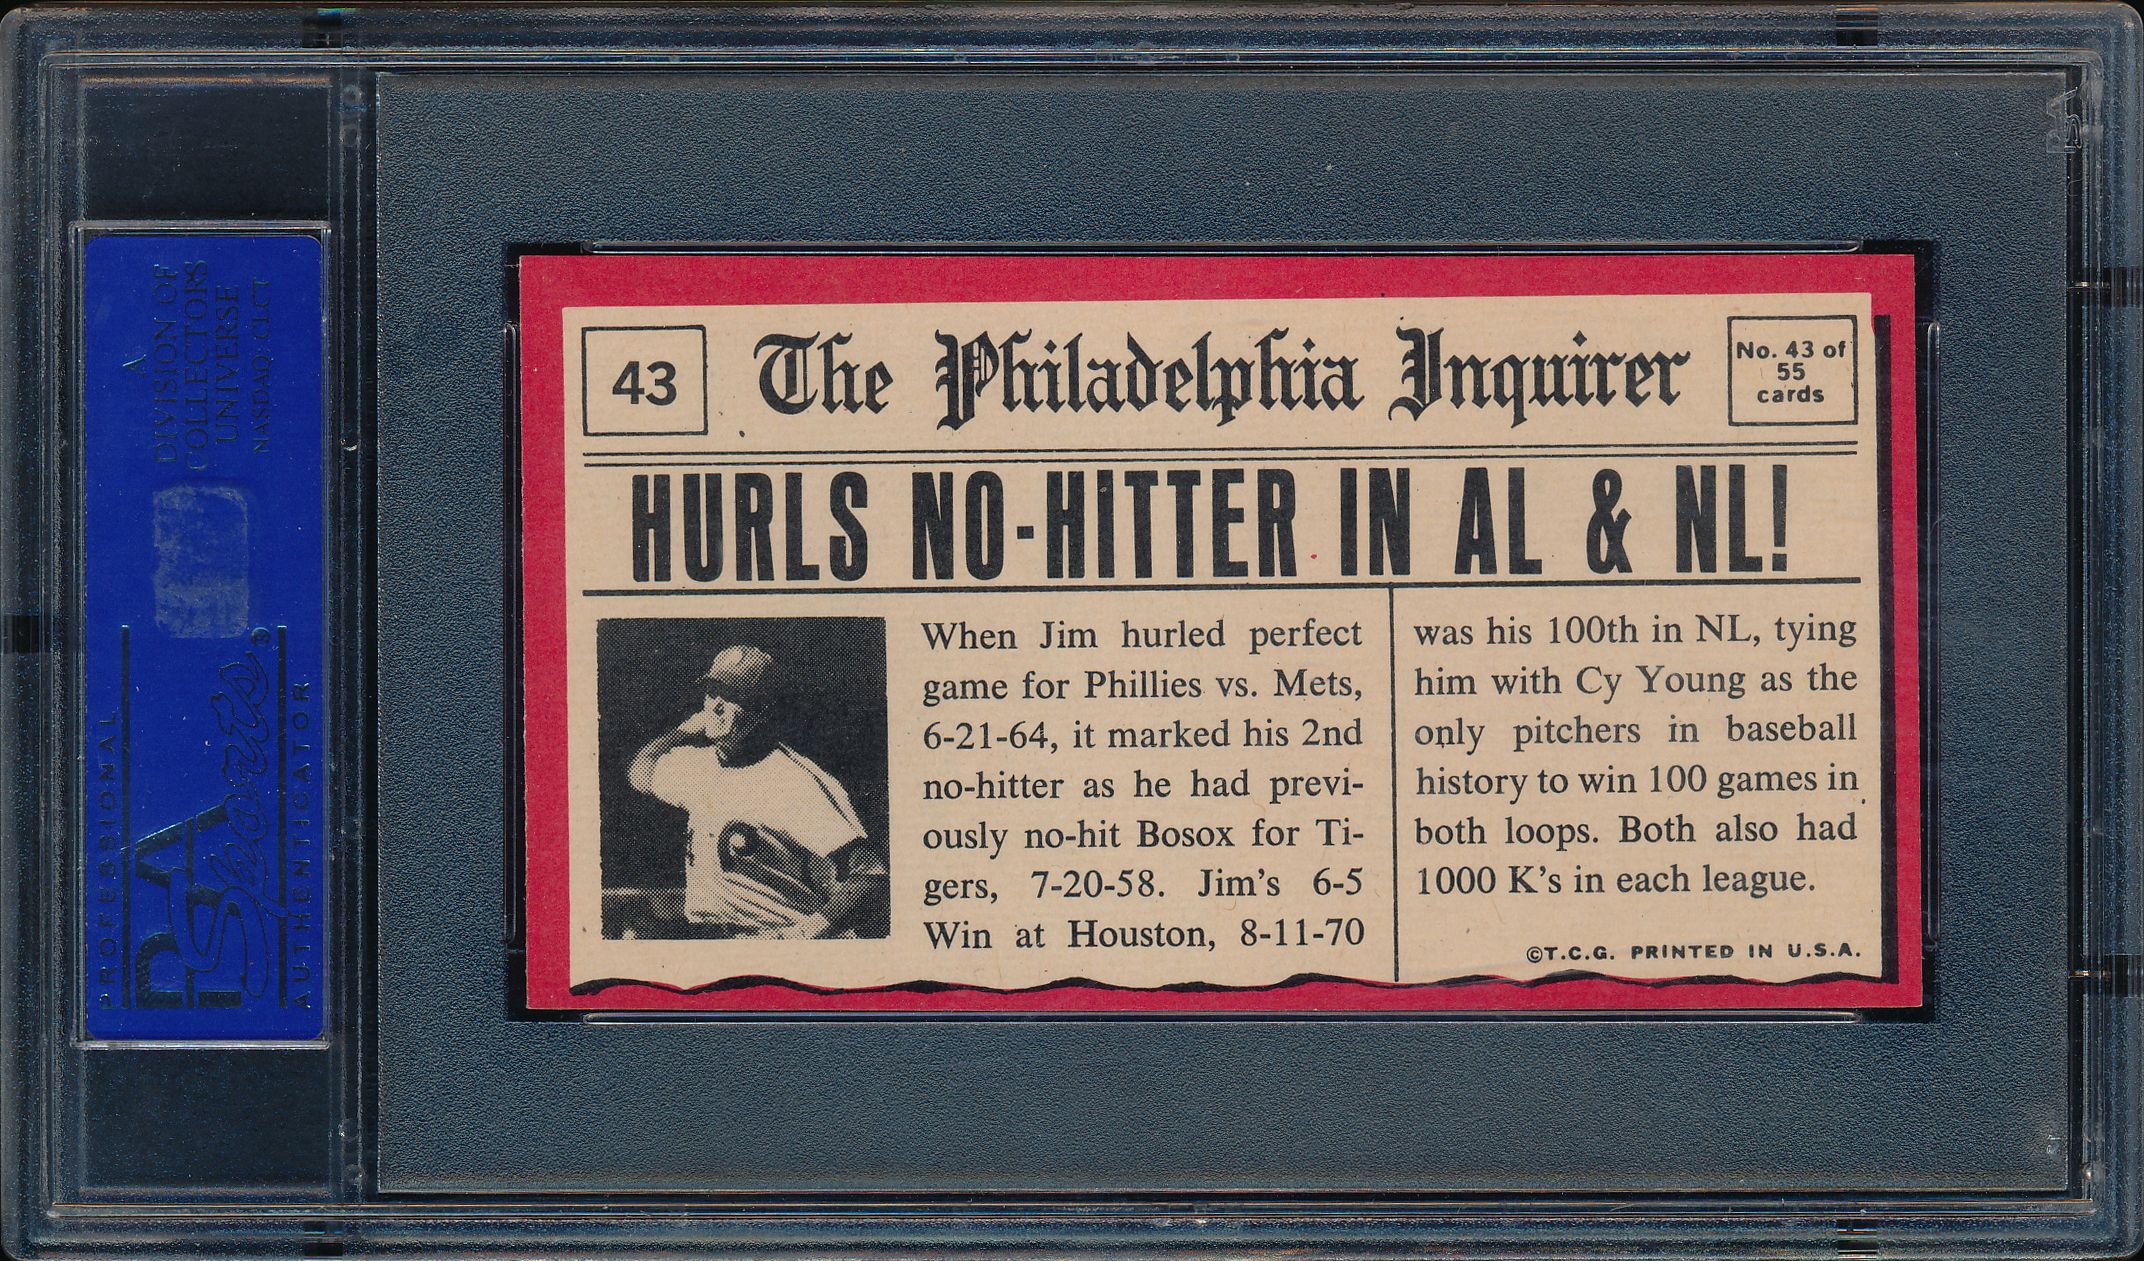 43
The Philadelphia Inquirer
No. 43 of
55
cards
HURLS NO-HITTER IN AL & NL!
When Jim hurled perfect
game for Phillies vs. Mets,
6-21-64, it marked his 2nd
no-hitter as he had previ-
ously no-hit Bosox for Ti-
gers, 7-20-58. Jim's 6-5
Win at Houston, 8-11-70
was his 100th in NL, tying
him with Cy Young as the
only pitchers in baseball
history to win 100 games in
both loops. Both also had
1000 K's in each league.
©T.C.G. PRINTED IN U.S.A.
A
DIVISION OF
COLLECTORS
UNIVERSE
NASDAQ: CLCT
PROFESSIONAL
PSA
Sports®
AUTHENTICATOR
PSA